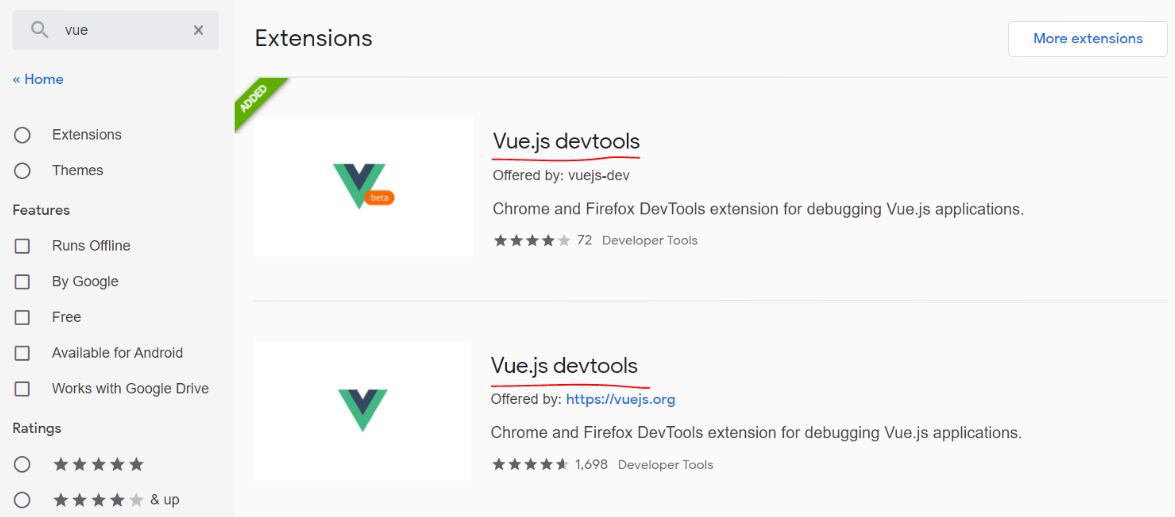 vue
« Home
Extensions
Themes
Features
Runs Offline
By Google
Free
Available for Android
Works with Google Drive
Ratings
& up
Extensions
More extensions
ADDED
beta
Vue.js devtools
Offered by: vuejs-dev
Chrome and Firefox DevTools extension for debugging Vue.js applications.
72 Developer Tools
Vue.js devtools
Offered by: https://vuejs.org
Chrome and Firefox DevTools extension for debugging Vue.js applications.
1,698 Developer Tools